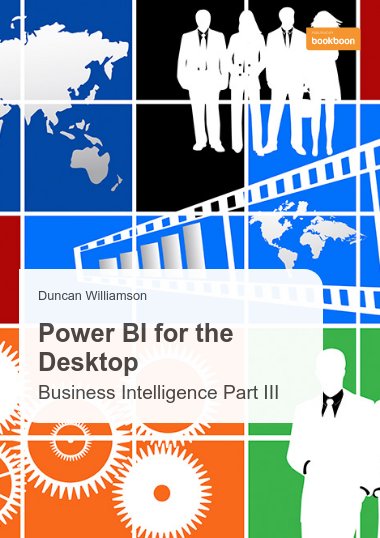 bookboon
Duncan Williamson
Power BI for the
Desktop
Business Intelligence Part III